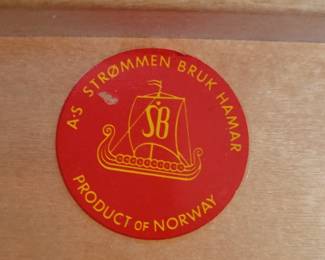 A·S STRØMMEN BRUK HAMAR
SB
PRODUCT OF NORWAY